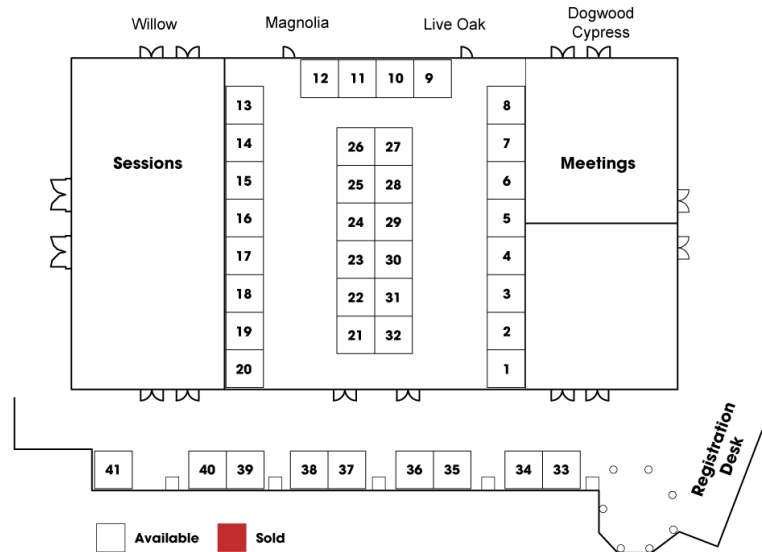 Willow
Magnolia
Live Oak
Dogwood
Cypress
12 11 10 9
13
14
15
16
17
18
19
20
26 27
25 28
24 29
23 30
22 31
21 32
8
7
6
5
4
3
2
1
Sessions
Meetings
41
40 39
38 37
36 35
34 33
Registration
Desk
Available
Sold